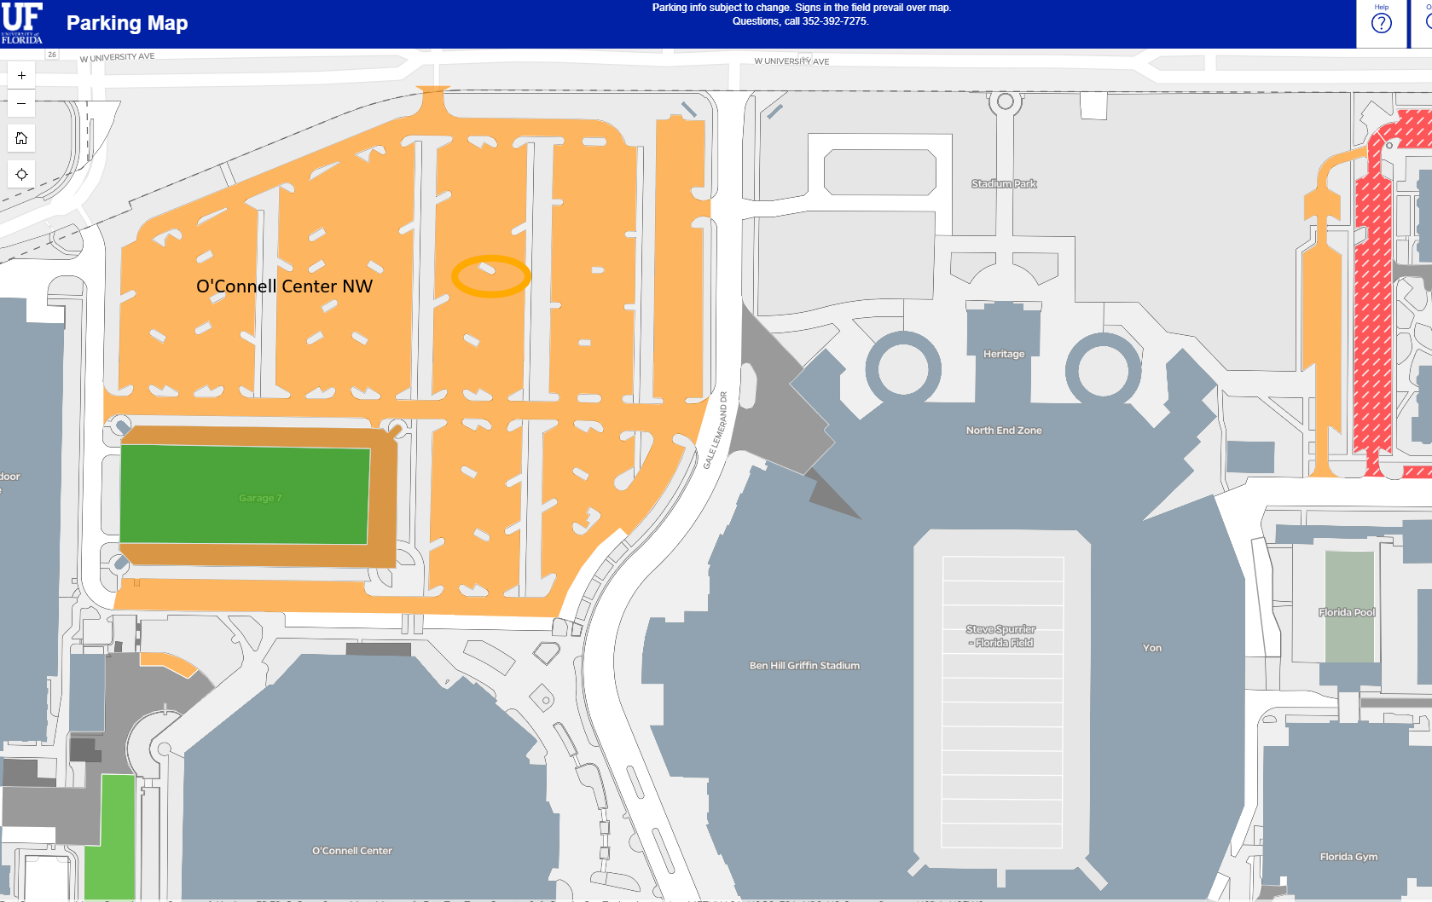 UF
UNIVERSITY of
FLORIDA
Parking Map
Parking info subject to change. Signs in the field prevail over map.
Questions, call 352-392-7275.
Help
?
26
W UNIVERSITY AVE
W UNIVERSITY AVE
+
−
Stadium Park
O'Connell Center NW
Heritage
GALE LEMERAND DR
North End Zone
door
Garage 7
Florida Pool
Steve Spurrier
- Florida Field
Ben Hill Griffin Stadium
Yon
O'Connell Center
Florida Gym